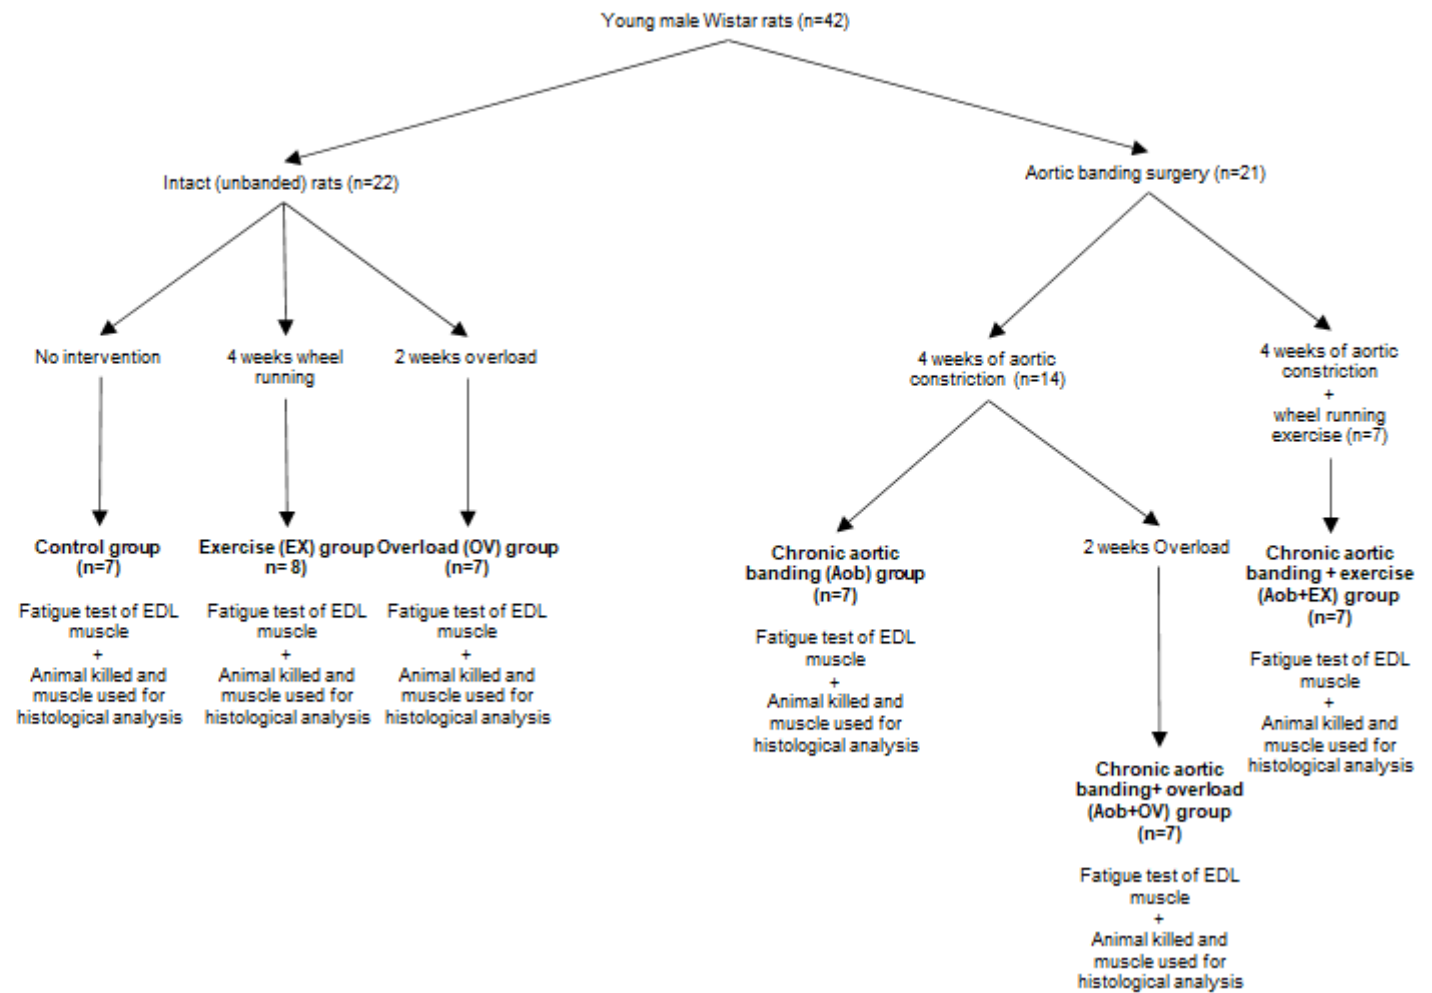 Young male Wistar rats (n=42)
Intact (unbanded) rats (n=22)
Aortic banding surgery (n=21)
No intervention
4 weeks wheel
running
2 weeks overload
4 weeks of aortic
constriction (n=14)
4 weeks of aortic
constriction
+
wheel running
exercise (n=7)
Control group
(n=7)
Fatigue test of EDL
muscle
+
Animal killed and
muscle used for
histological analysis
Exercise (EX) group
n= 8)
Fatigue test of EDL
muscle
+
Animal killed and
muscle used for
histological analysis
Overload (OV) group
(n=7)
Fatigue test of EDL
muscle
+
Animal killed and
muscle used for
histological analysis
Chronic aortic
banding (Aob) group
(n=7)
Fatigue test of EDL
muscle
+
Animal killed and
muscle used for
histological analysis
2 weeks Overload
Chronic aortic
banding+ overload
(Aob+OV) group
(n=7)
Fatigue test of EDL
muscle
+
Animal killed and
muscle used for
histological analysis
Chronic aortic
banding + exercise
(Aob+EX) group
(n=7)
Fatigue test of EDL
muscle
+
Animal killed and
muscle used for
histological analysis